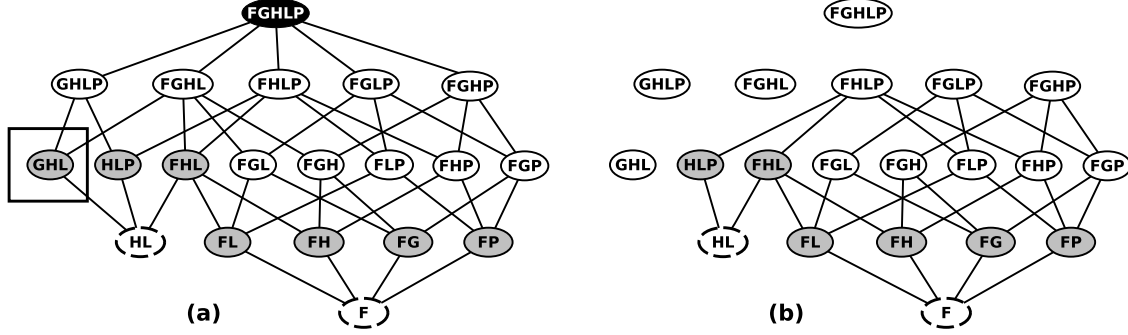 FGHLP FGHLP
GHLP FGHL FHLP FGLP FGHP GHLP FGHL FHLP FGLP FGHP
GHL HLP FHL FGL FGH FLP FHP FGP GHL HLP FHL FGL FGH FLP FHP FGP
HL FL FH FG FP HL FL FH FG FP
(a) F (b) F